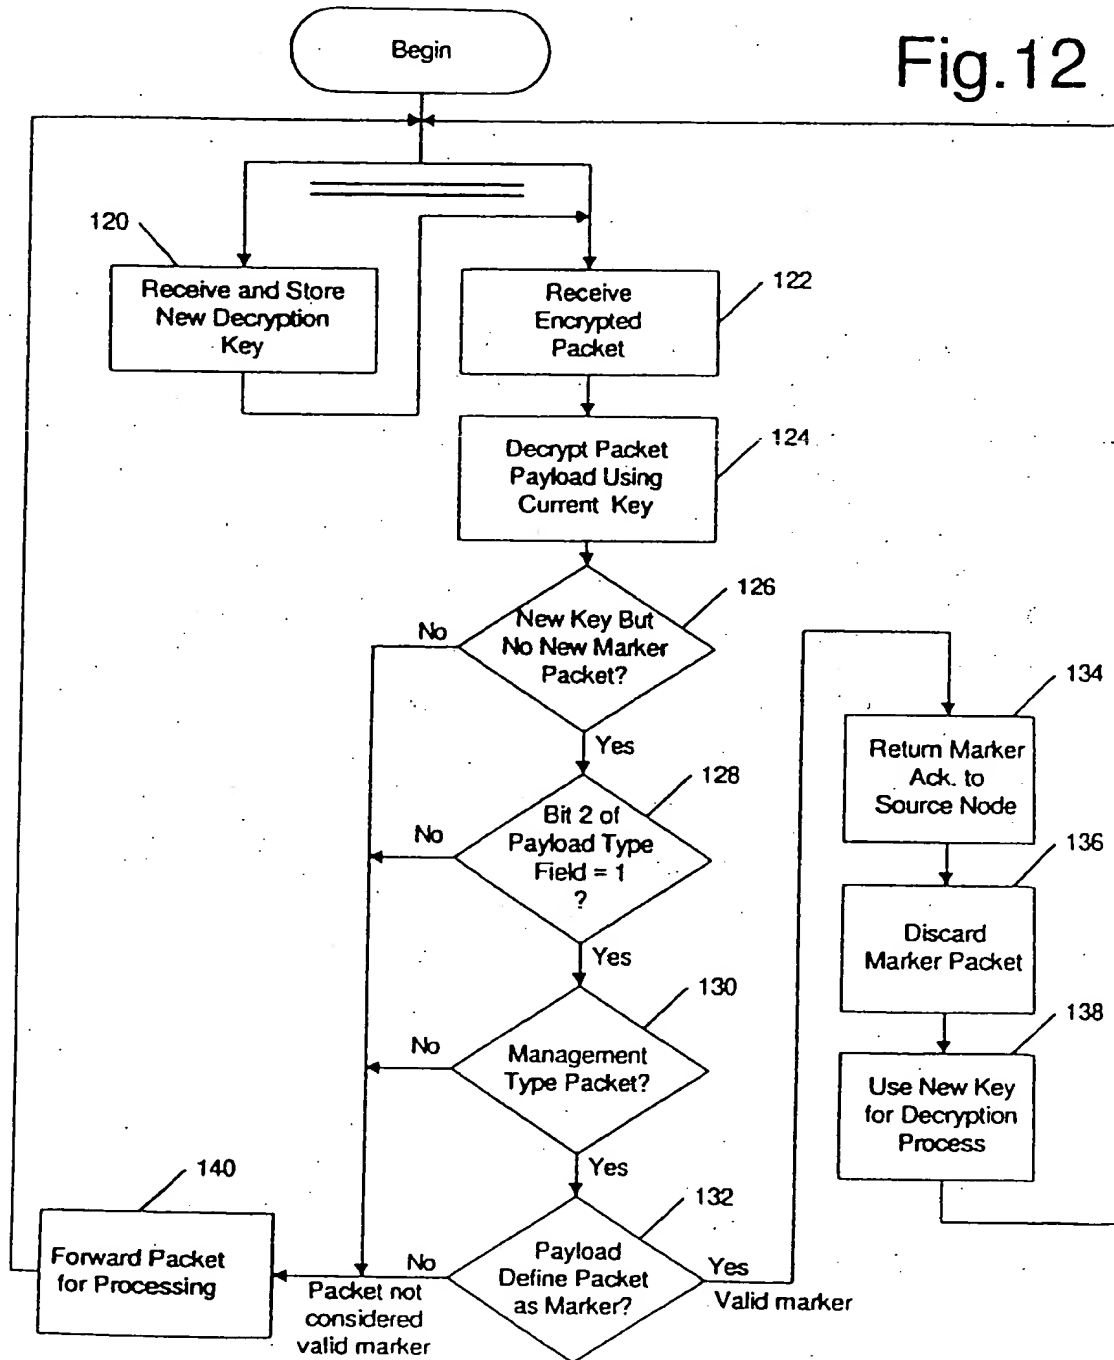 Begin
Fig.12
120
Receive and Store
New Decryption
Key
122
Receive
Encrypted
Packet
124
Decrypt Packet
Payload Using
Current Key
126
New Key But
No New Marker
Packet?
No
Yes
128
Bit 2 of
Payload Type
Field = 1
?
No
Yes
130
Management
Type Packet?
No
Yes
132
Payload
Define Packet
as Marker?
No
Packet not
considered
valid marker
Yes
Valid marker
134
Return Marker
Ack. to
Source Node
136
Discard
Marker Packet
138
Use New Key
for Decryption
Process
140
Forward Packet
for Processing